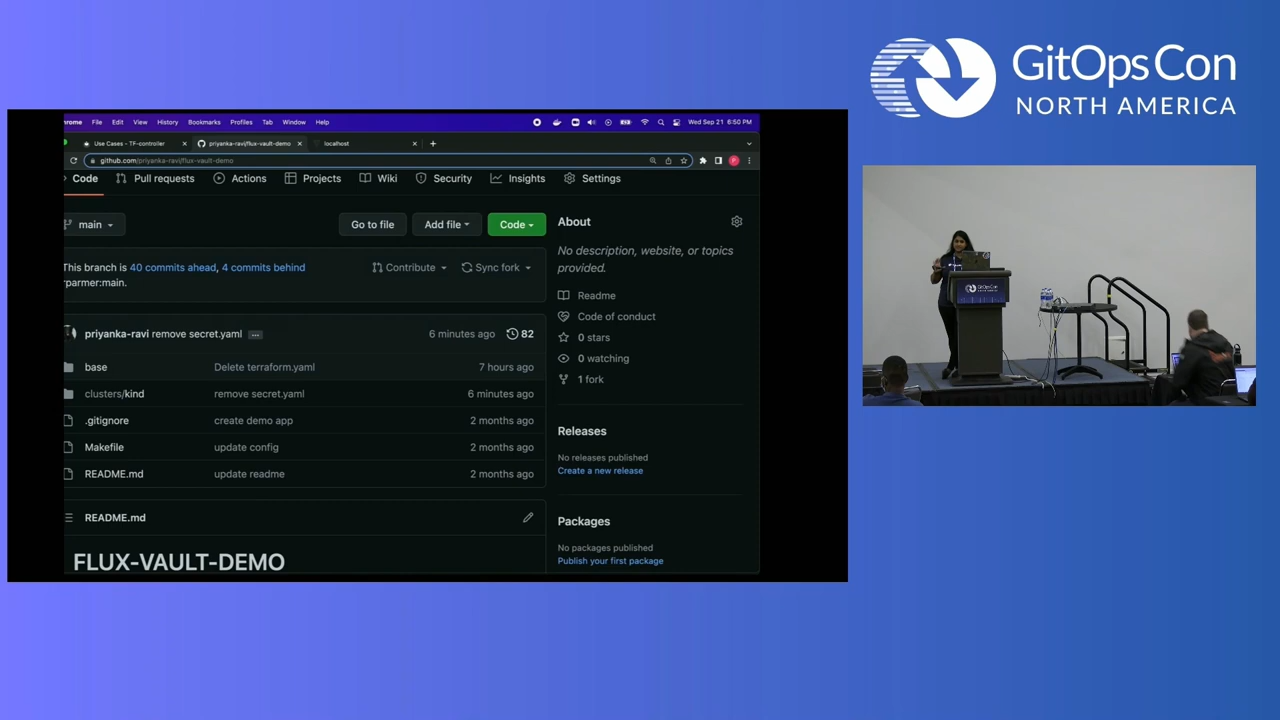 GitOpsCon
NORTH AMERICA
hrome File Edit View History Bookmarks Profiles Tab Window Help Wed Sep 21 6:50 PM
Use Cases - TF-controller priyanka-ravi/flux-vault-demo localhost
github.com/priyanka-ravi/flux-vault-demo
Code Pull requests Actions Projects Wiki Security Insights Settings
main Go to file Add file Code
This branch is 40 commits ahead, 4 commits behind
rparmer:main.
Contribute Sync fork
priyanka-ravi remove secret.yaml ... 6 minutes ago 82
base Delete terraform.yaml 7 hours ago
clusters/kind remove secret.yaml 6 minutes ago
.gitignore create demo app 2 months ago
Makefile update config 2 months ago
README.md update readme 2 months ago
README.md
FLUX-VAULT-DEMO
About
No description, website, or topics
provided.
Readme
Code of conduct
0 stars
0 watching
1 fork
Releases
No releases published
Create a new release
Packages
No packages published
Publish your first package
GitOpsCon